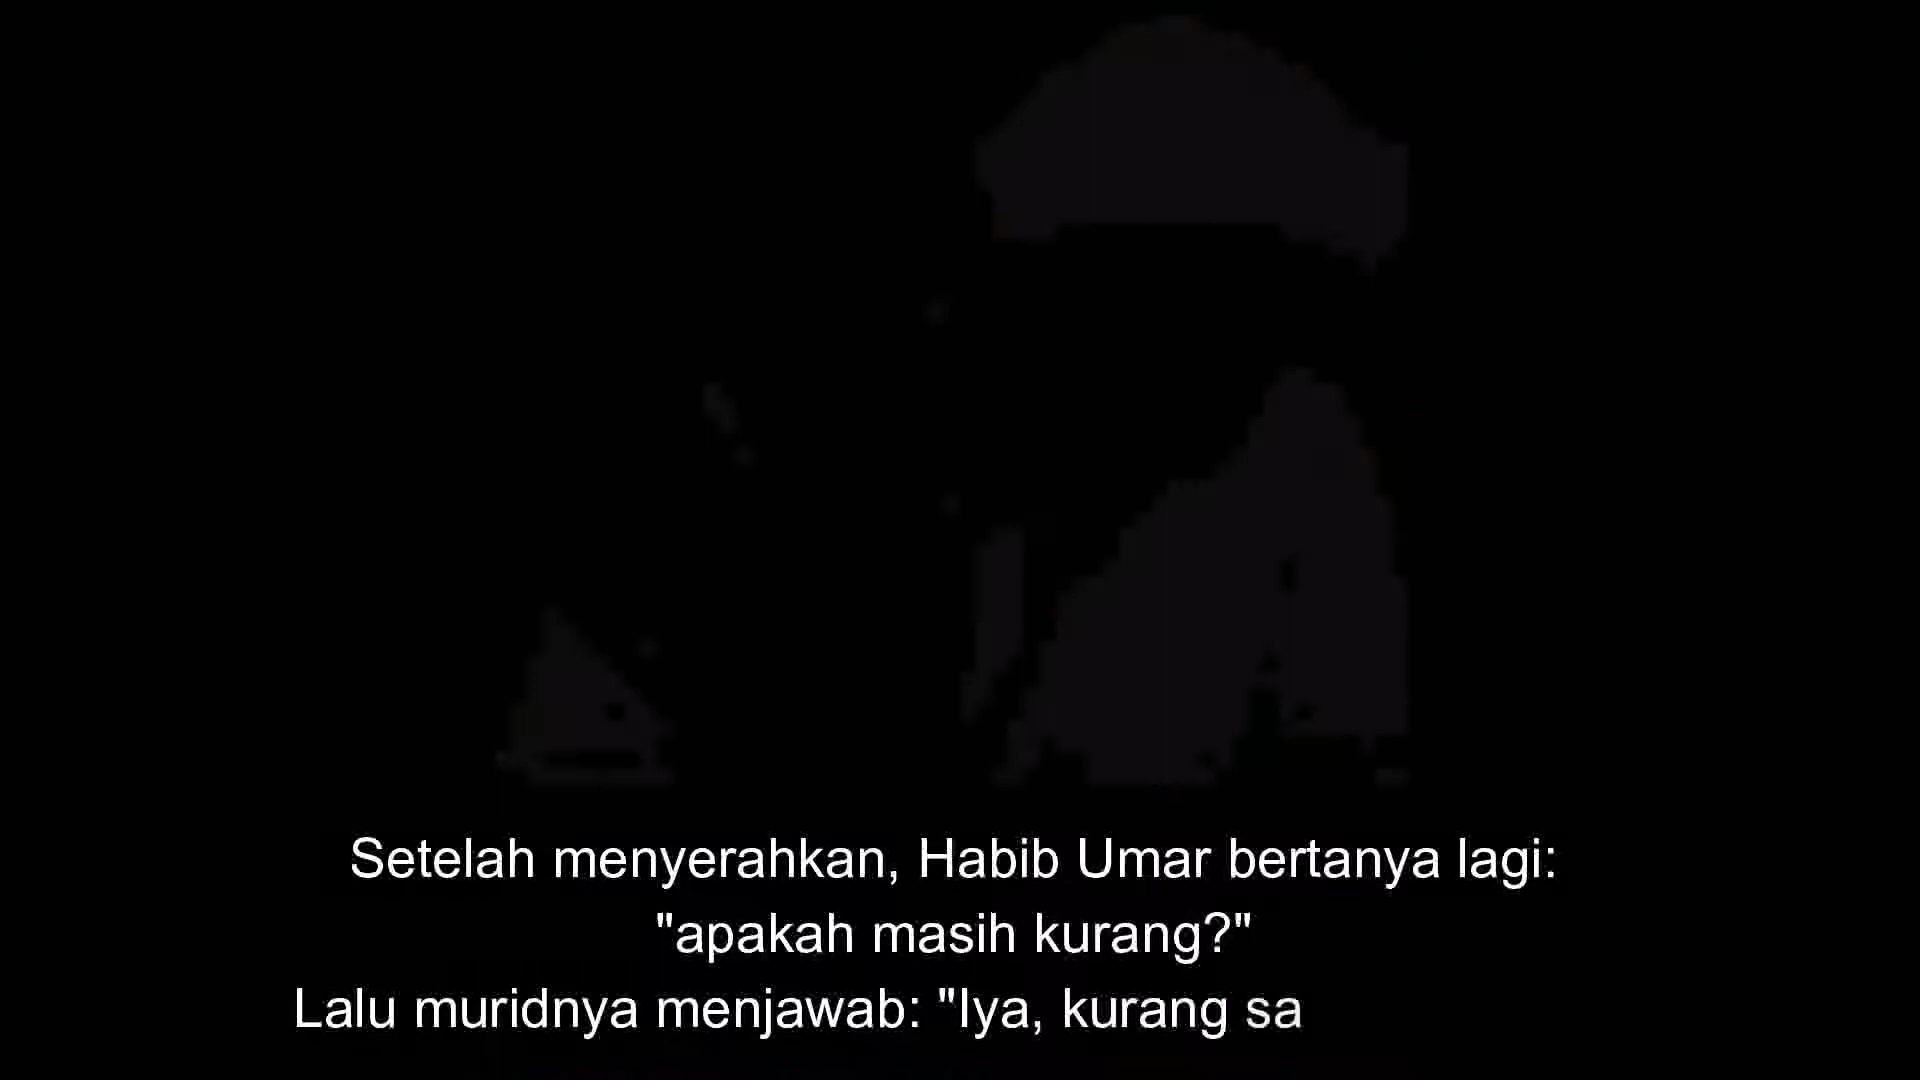 Setelah menyerahkan, Habib Umar bertanya lagi:
"apakah masih kurang?"
Lalu muridnya menjawab: "Iya, kurang sa